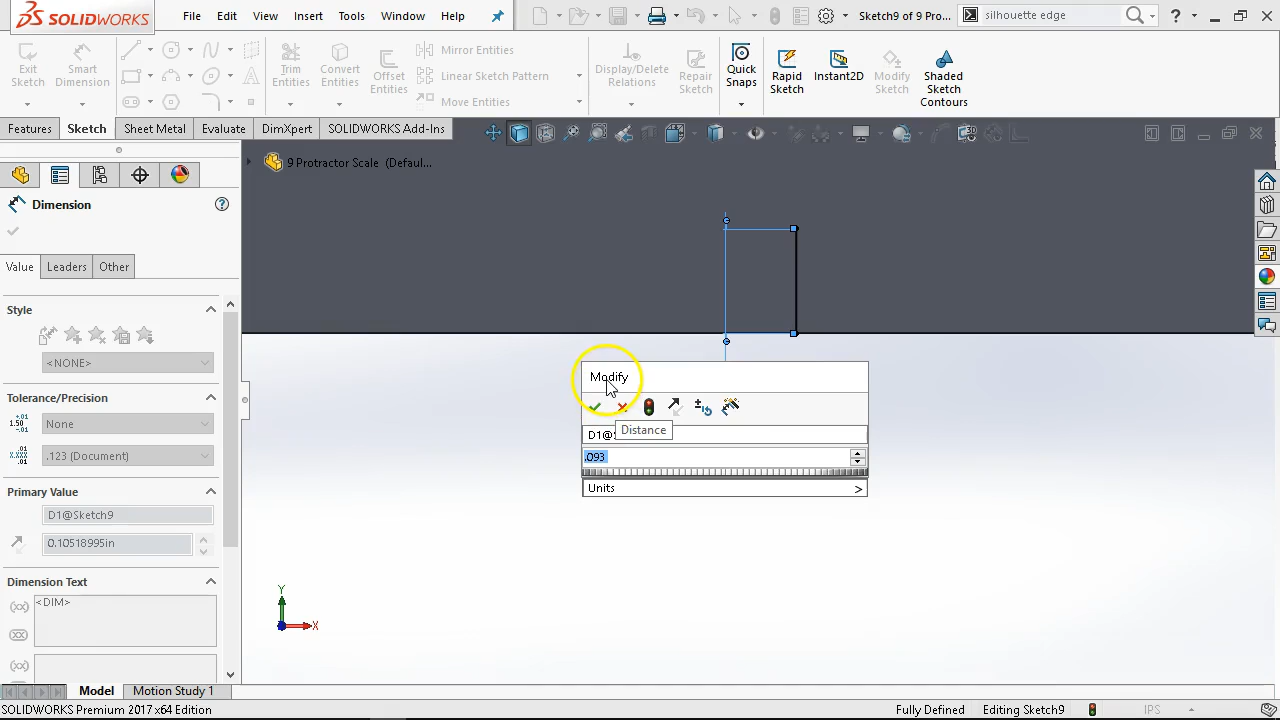 SOLIDWORKS File Edit View Insert Tools Window Help Sketch9 of 9 Pro... silhouette edge ?
Exit Sketch
Smart Dimension
Trim Entities
Convert Entities
Offset Entities
Mirror Entities
Linear Sketch Pattern
Move Entities
Display/Delete Relations
Repair Sketch
Quick Snaps
Rapid Sketch
Instant2D
Modify Sketch
Shaded Sketch Contours
Features Sketch Sheet Metal Evaluate DimXpert SOLIDWORKS Add-Ins
9 Protractor Scale (Defaul...
Dimension
Value Leaders Other
Style
<NONE>
Tolerance/Precision
None
.123 (Document)
Primary Value
D1@Sketch9
0.10518995in
Dimension Text
<DIM>
Modify
Distance
D1@
.093
Units >
Y
X
Model Motion Study 1
SOLIDWORKS Premium 2017 x64 Edition Fully Defined Editing Sketch9 IPS